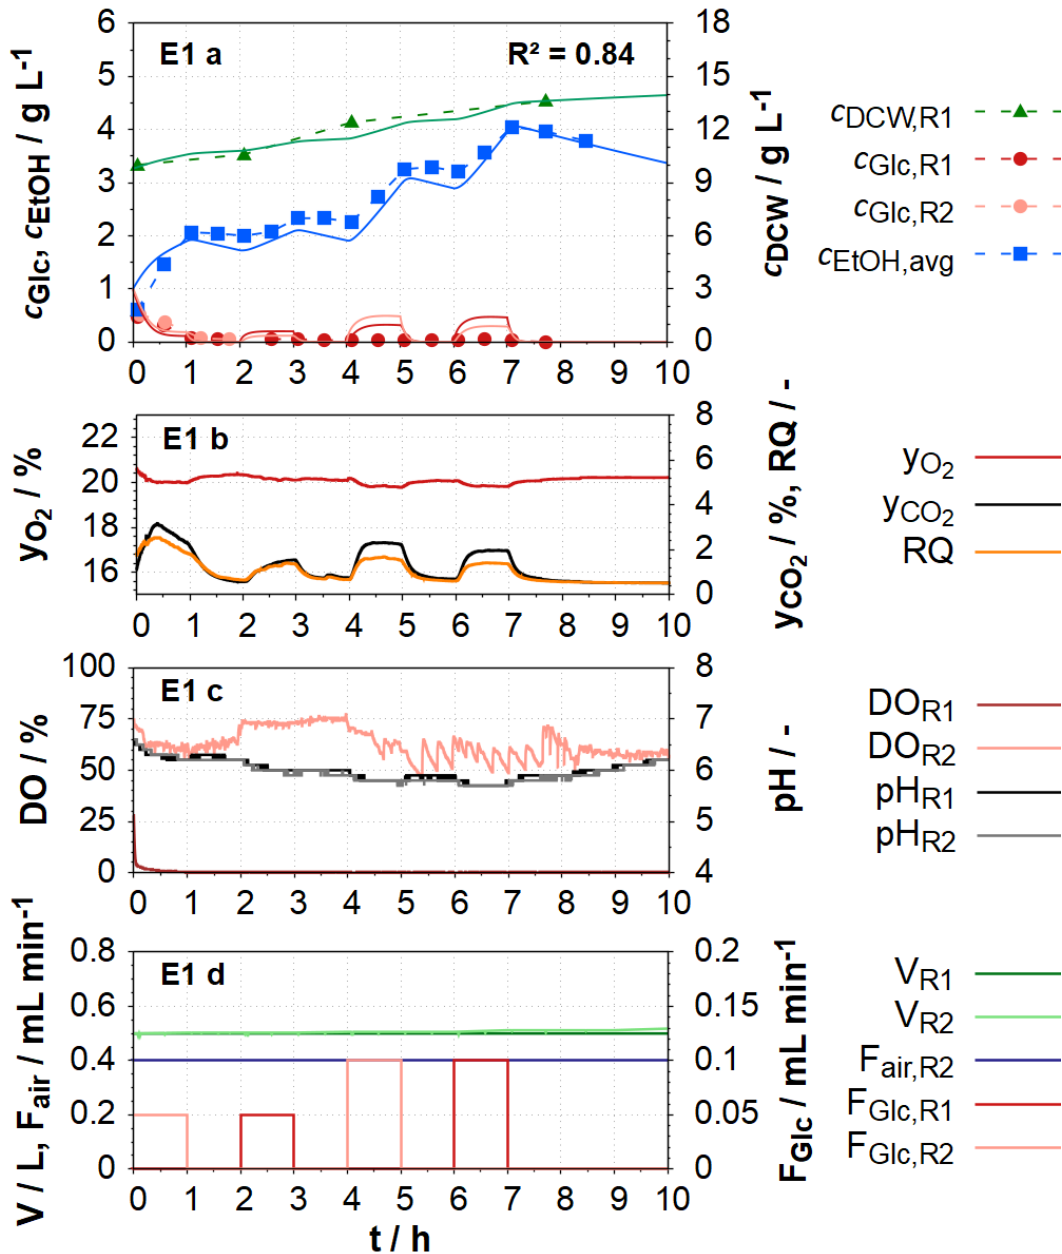 E1 a
R² = 0.84
cGlc, cEtOH / g L-1
6
5
4
3
2
1
0
0 1 2 3 4 5 6 7 8 9 10
18
15
12
9
6
3
0
cDCW / g L-1
cDCW,R1
cGlc,R1
cGlc,R2
cEtOH,avg
E1 b
yO2 / %
22
20
18
16
0 1 2 3 4 5 6 7 8 9 10
8
6
4
2
0
yCO2 / %, RQ / -
yO2
yCO2
RQ
E1 c
DO / %
100
75
50
25
0
0 1 2 3 4 5 6 7 8 9 10
8
7
6
5
4
pH / -
DOR1
DOR2
pHR1
pHR2
E1 d
V / L, Fair / mL min-1
0.8
0.6
0.4
0.2
0
0 1 2 3 4 5 6 7 8 9 10
t / h
0.2
0.15
0.1
0.05
0
FGlc / mL min-1
VR1
VR2
Fair,R2
FGlc,R1
FGlc,R2